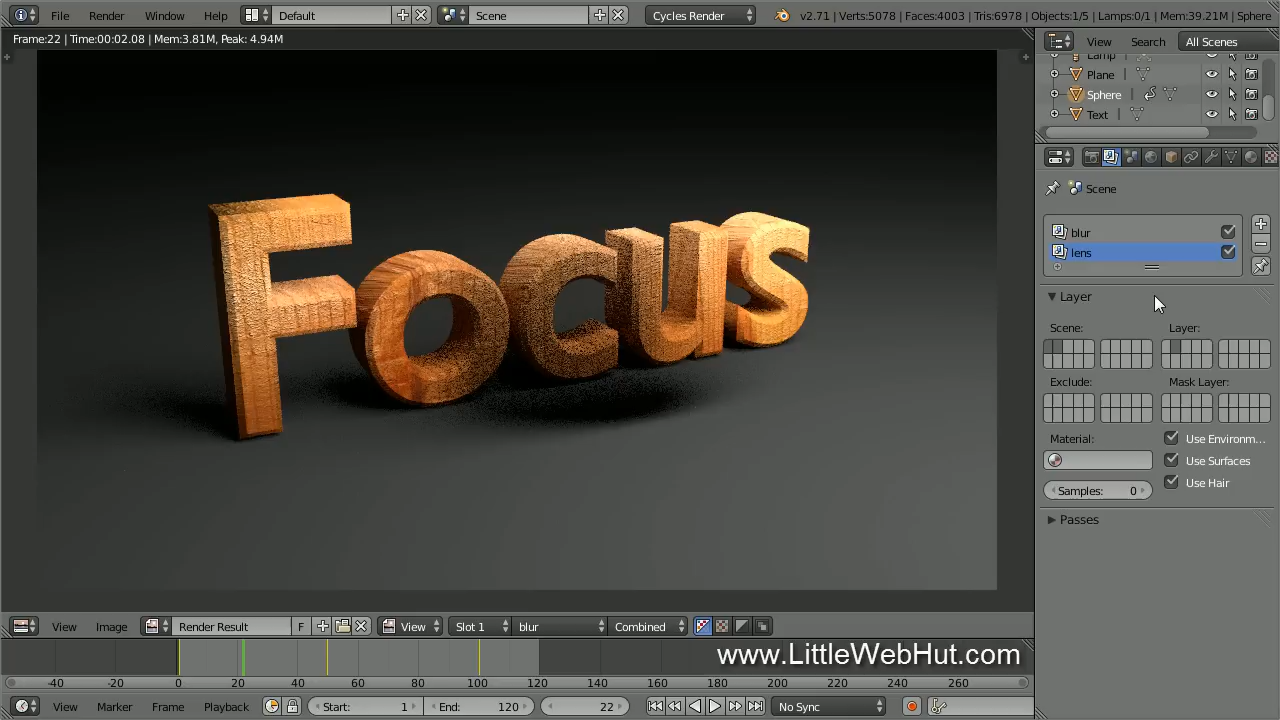 File Render Window Help Default Scene Cycles Render v2.71 | Verts:5078 | Faces:4003 | Tris:6978 | Objects:1/5 | Lamps:0/1 | Mem:39.21M | Sphere
Frame:22 | Time:00:02.08 | Mem:3.81M, Peak: 4.94M
View Search All Scenes
Lamp
Plane
Sphere
Text
Scene
blur
lens
Layer
Scene: Layer:
Exclude: Mask Layer:
Material: Use Environm...
Use Surfaces
Samples: 0 Use Hair
Passes
FOCUS
View Image Render Result F View Slot 1 blur Combined
www.LittleWebHut.com
-40 -20 0 20 40 60 80 100 120 140 160 180 200 220 240 260
View Marker Frame Playback Start: 1 End: 120 22 No Sync